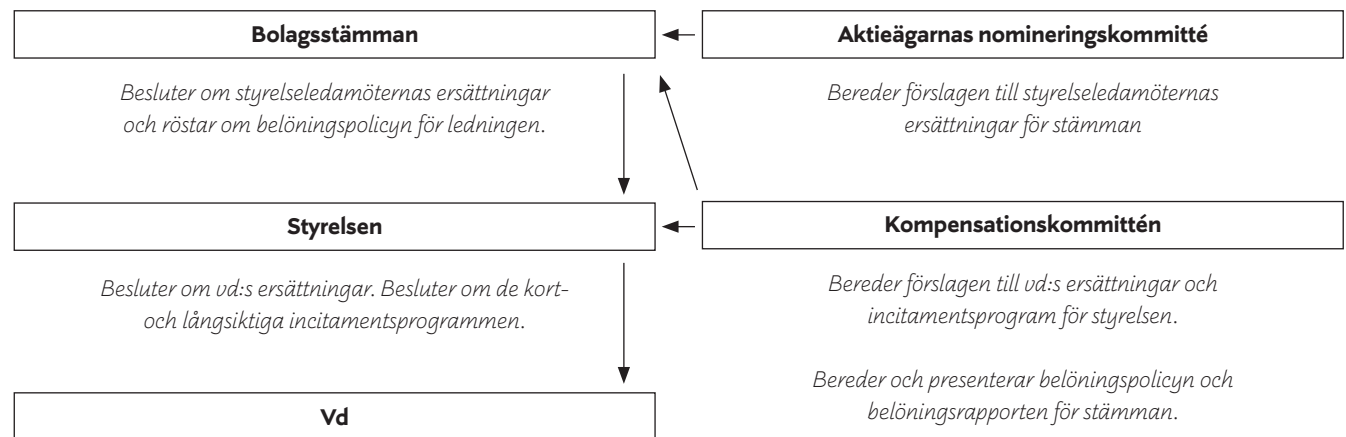 Bolagsstämman
Aktieägarnas nomineringskommitté
Besluter om styrelseledamöternas ersättningar
och röstar om belöningspolicyn för ledningen.
Bereder förslagen till styrelseledamöternas
ersättningar för stämman
Styrelsen
Kompensationskommittén
Besluter om vd:s ersättningar. Besluter om de kort-
och långsiktiga incitamentsprogrammen.
Bereder förslagen till vd:s ersättningar och
incitamentsprogram för styrelsen.
Bereder och presenterar belöningspolicyn och
belöningsrapporten för stämman.
Vd